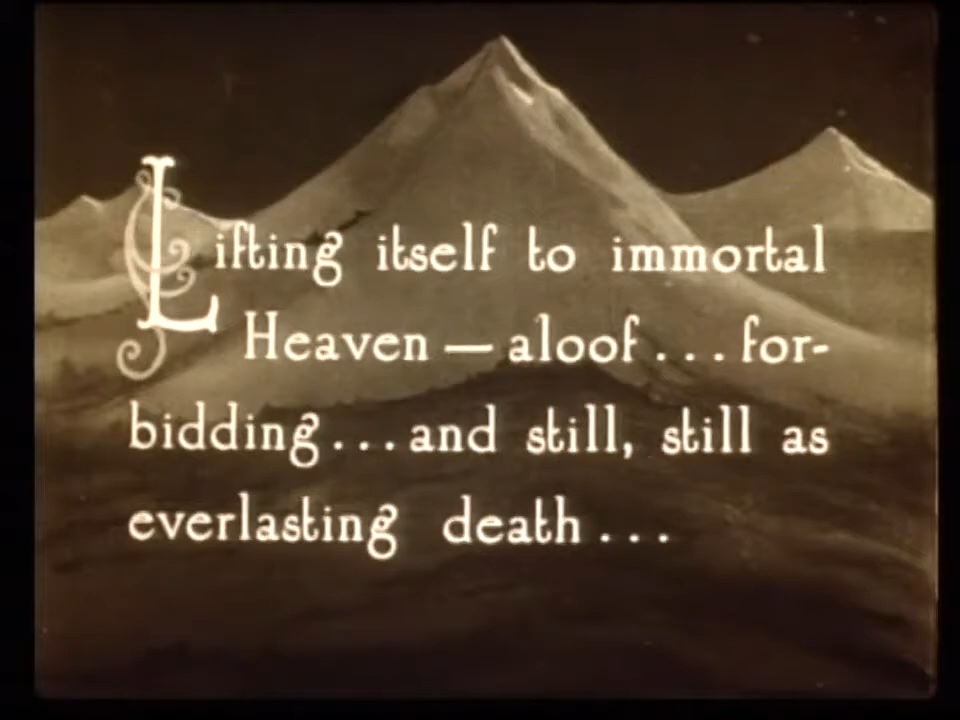 Lifting itself to immortal
Heaven — aloof . . . for-
bidding . . . and still, still as
everlasting death . . .